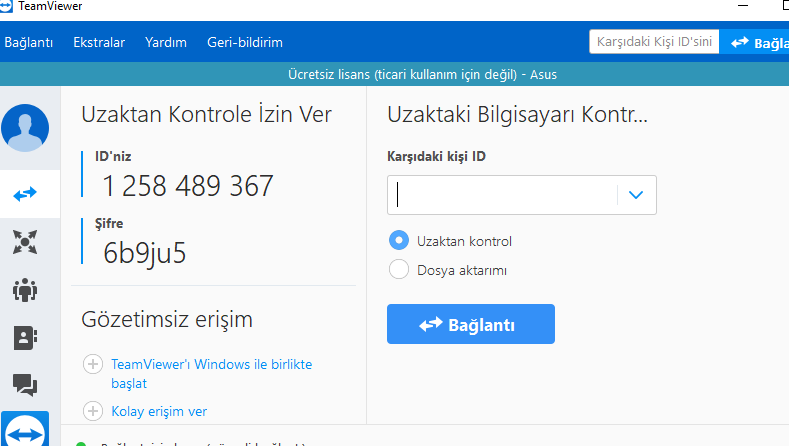 TeamViewer
Bağlantı Ekstralar Yardım Geri-bildirim
Karşıdaki Kişi ID'sini
Ücretsiz lisans (ticari kullanım için değil) - Asus
Uzaktan Kontrole İzin Ver
ID'niz
1 258 489 367
Şifre
6b9ju5
Gözetimsiz erişim
TeamViewer'ı Windows ile birlikte
başlat
Kolay erişim ver
Uzaktaki Bilgisayarı Kontr...
Karşıdaki kişi ID
Uzaktan kontrol
Dosya aktarımı
Bağlantı